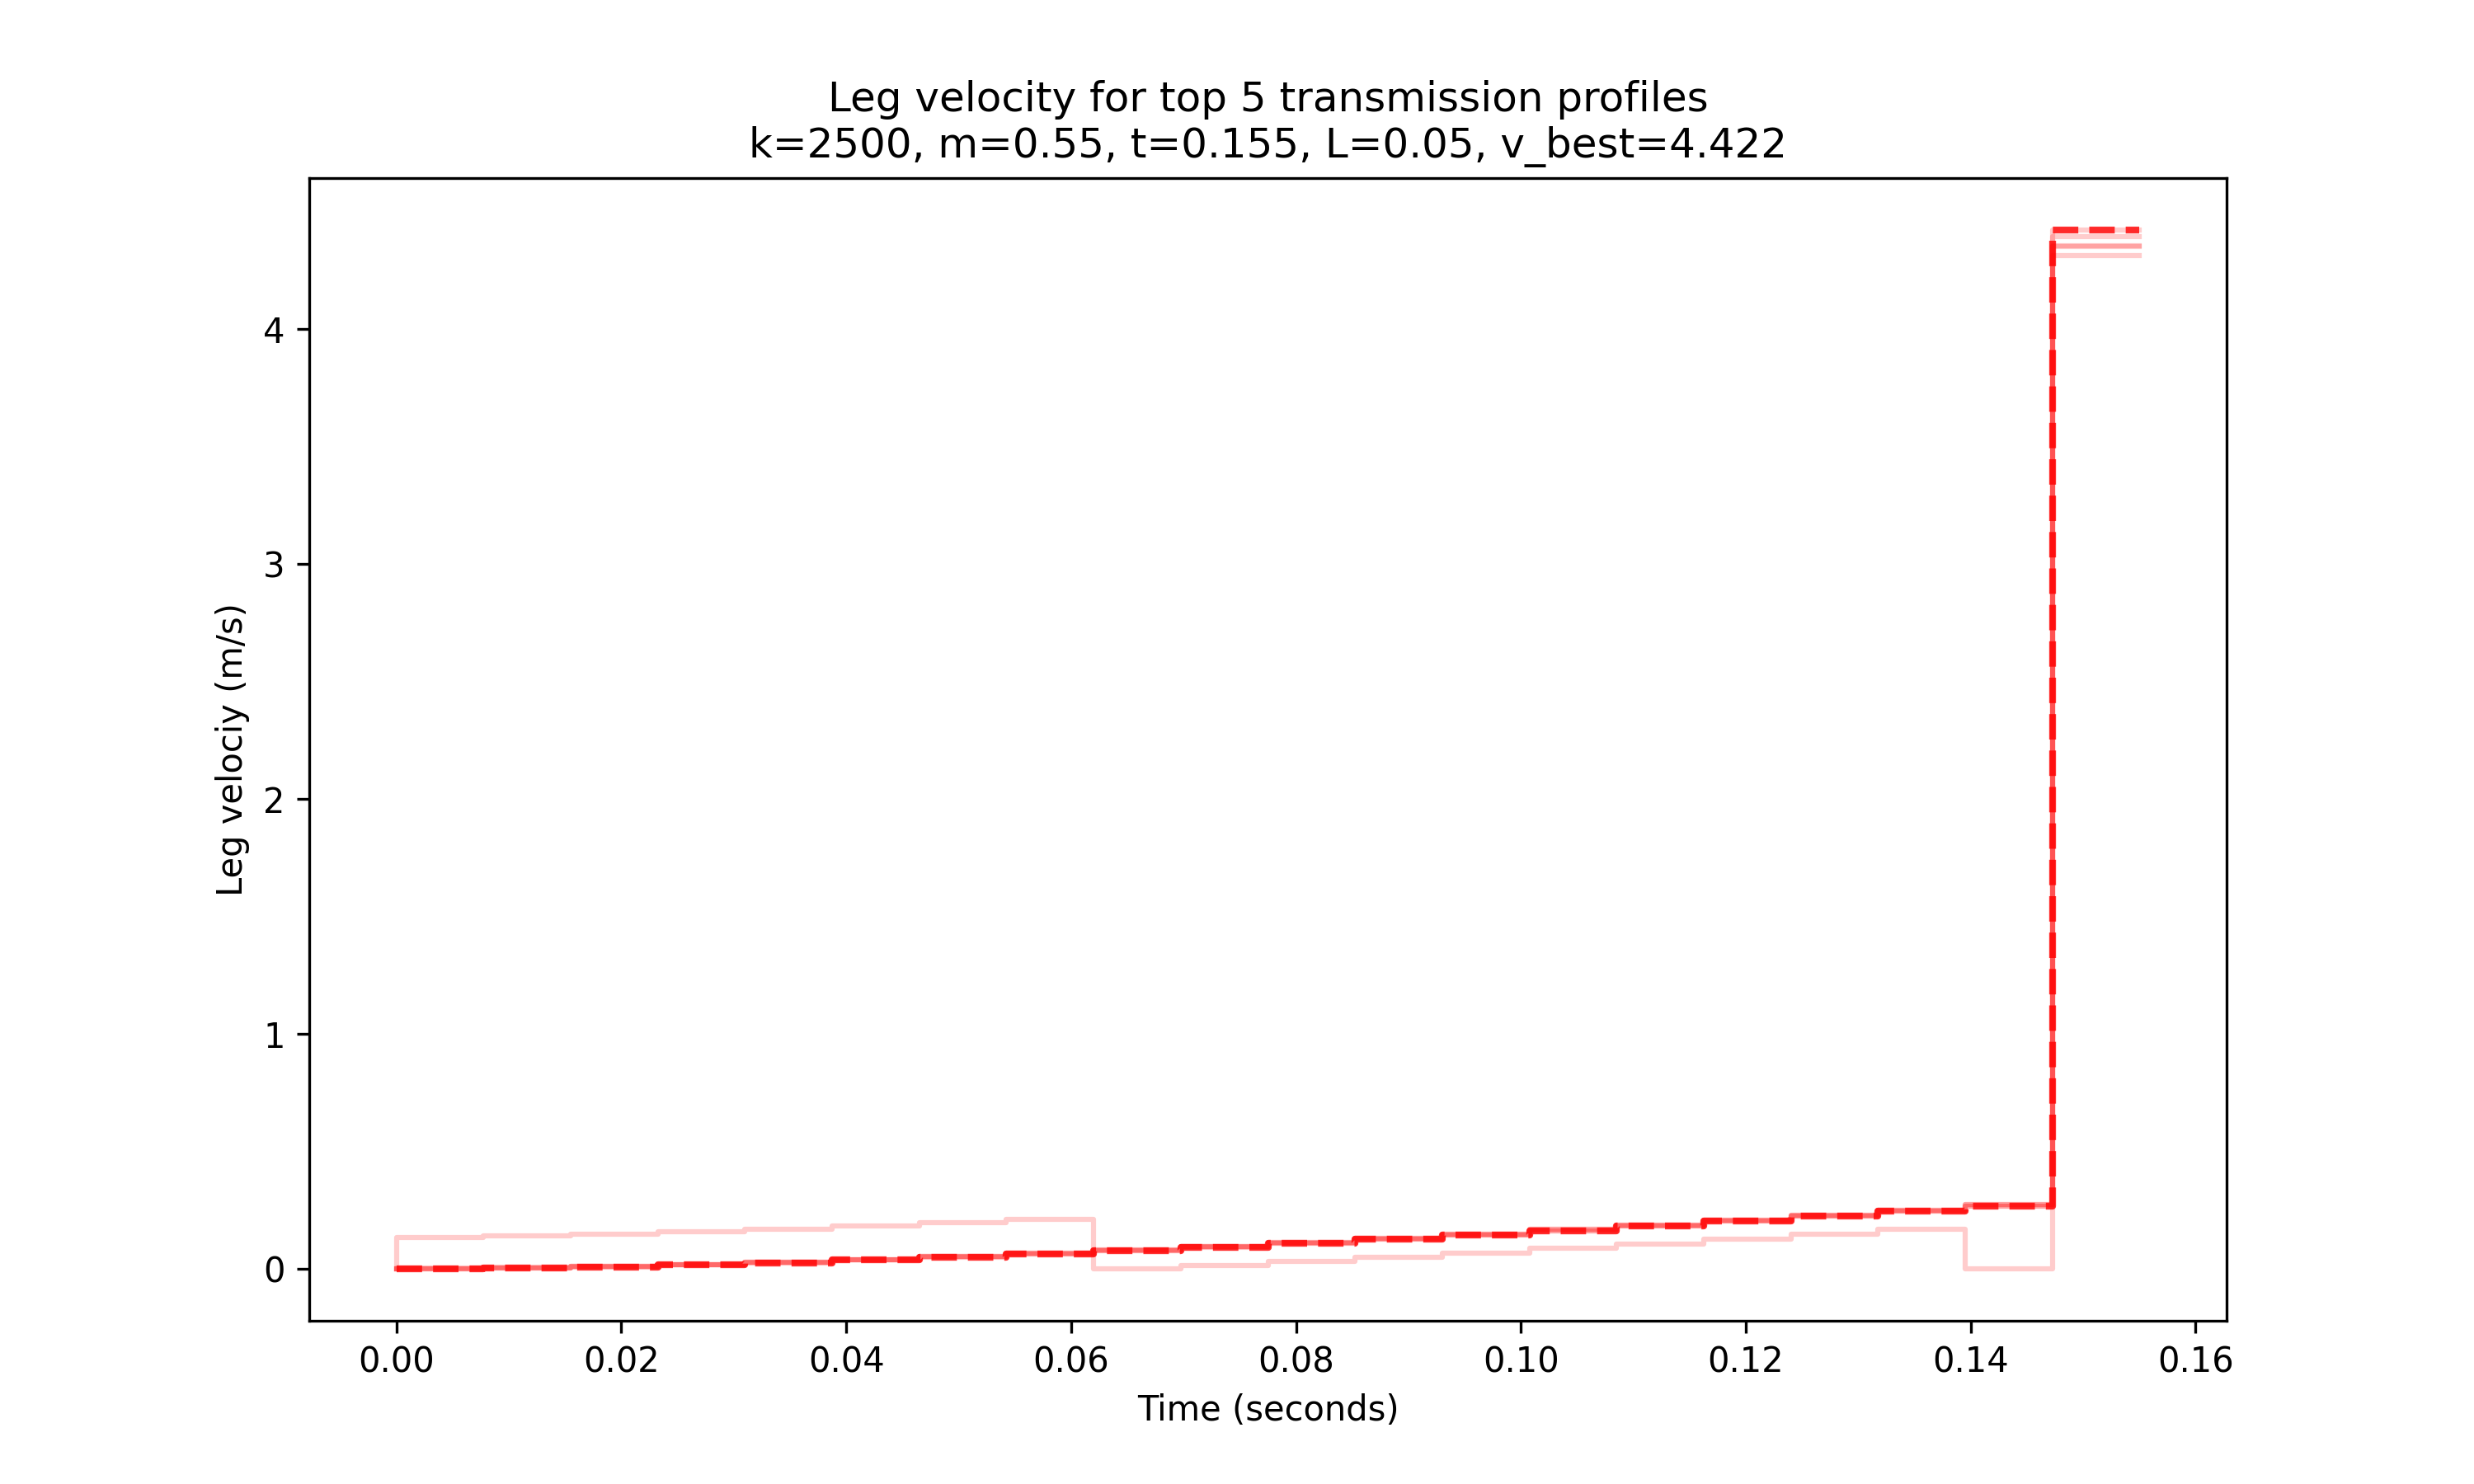 Leg velocity for top 5 transmission profiles
k=2500, m=0.55, t=0.155, L=0.05, v_best=4.422
Leg velociy (m/s)
4
3
2
1
0
0.00 0.02 0.04 0.06 0.08 0.10 0.12 0.14 0.16
Time (seconds)